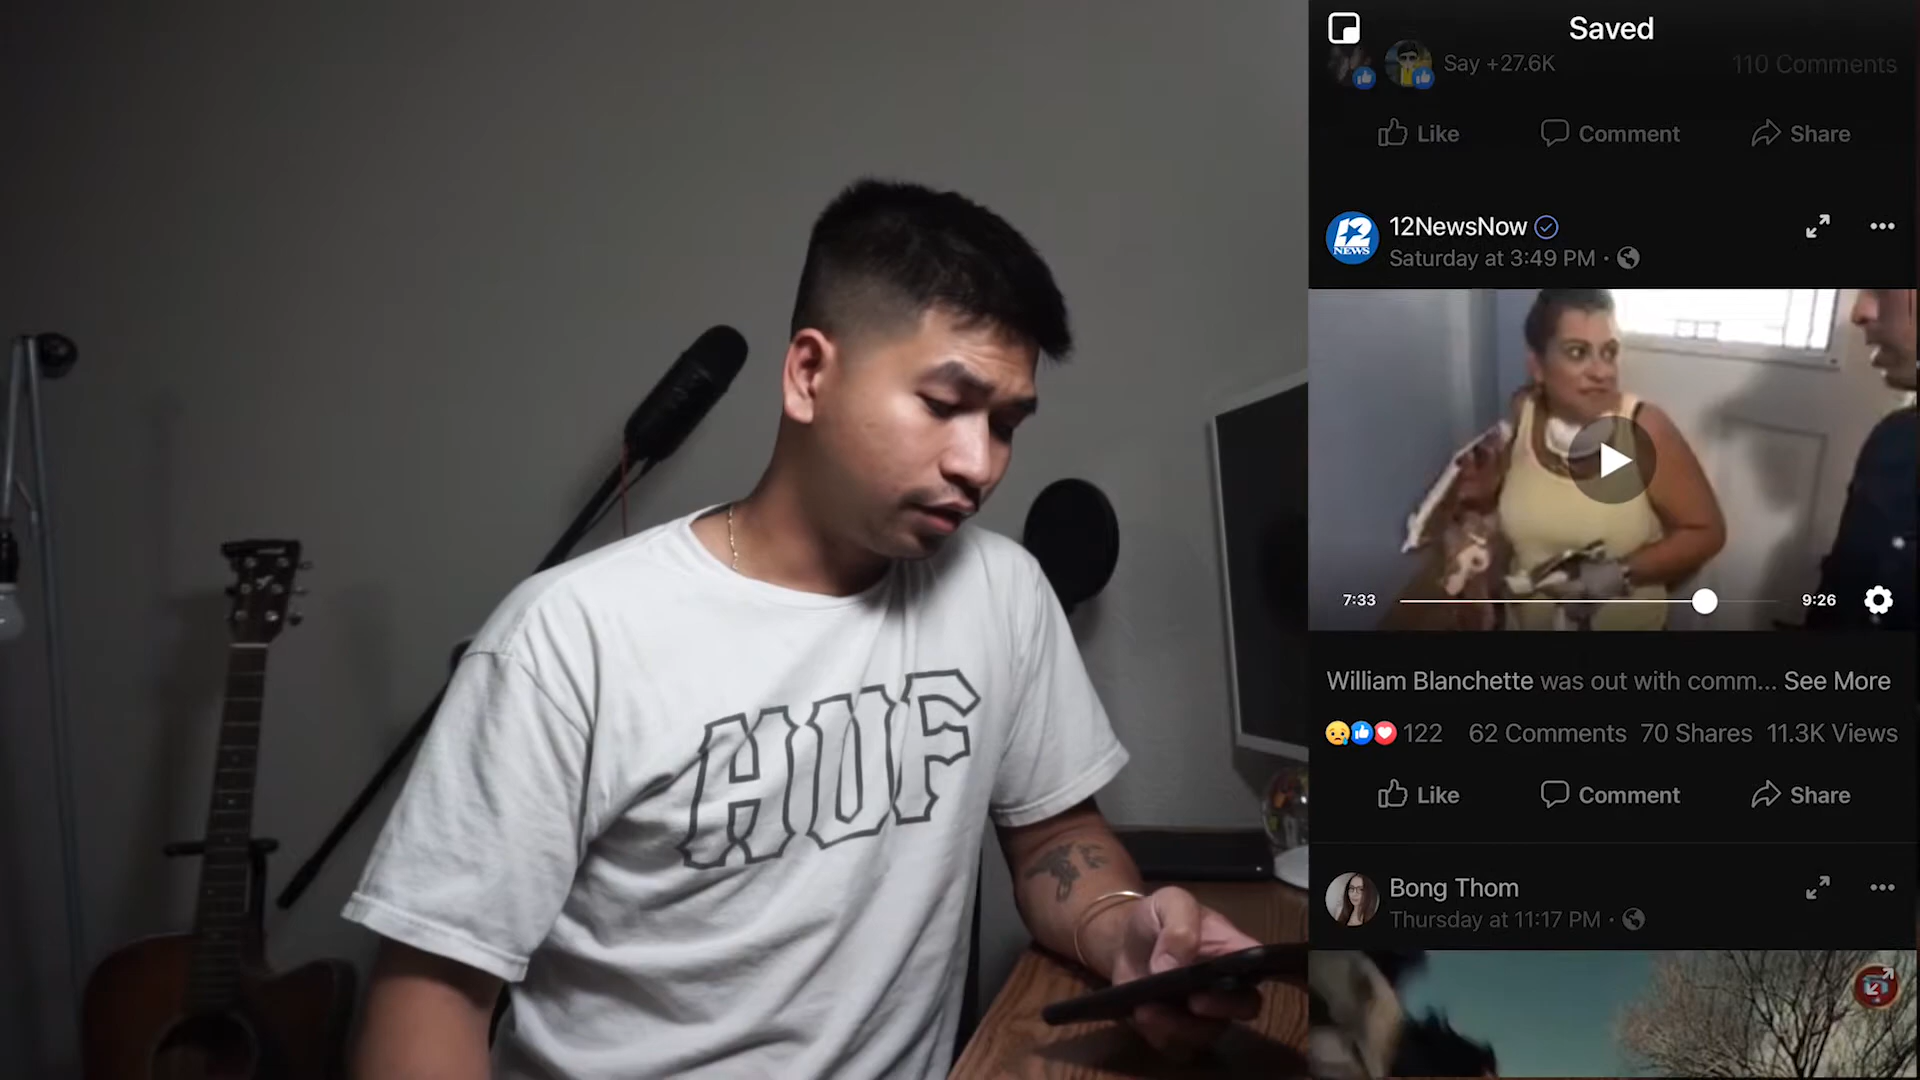 Saved
Say +27.6K
110 Comments
Like
Comment
Share
12 NEWS
12NewsNow
Saturday at 3:49 PM ·
7:33
9:26
William Blanchette was out with comm... See More
122
62 Comments
70 Shares
11.3K Views
Like
Comment
Share
Bong Thom
Thursday at 11:17 PM ·
HUF